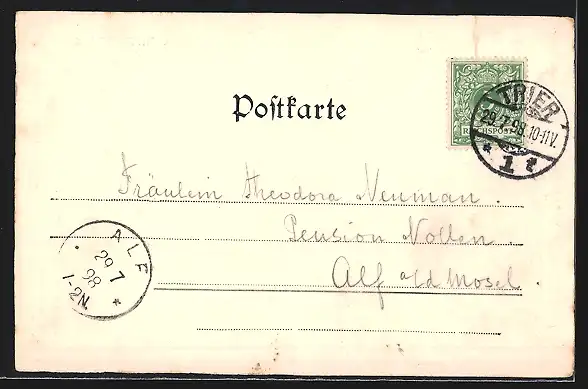 Postkarte
REICHSPOST
TRIER
29.7.98.10-11V.
* 1 t
Fräulein Theodora Neuman.
Pension Nollen.
Alf a/d Mosel.
ALF
29 7
98
1-2N.
*